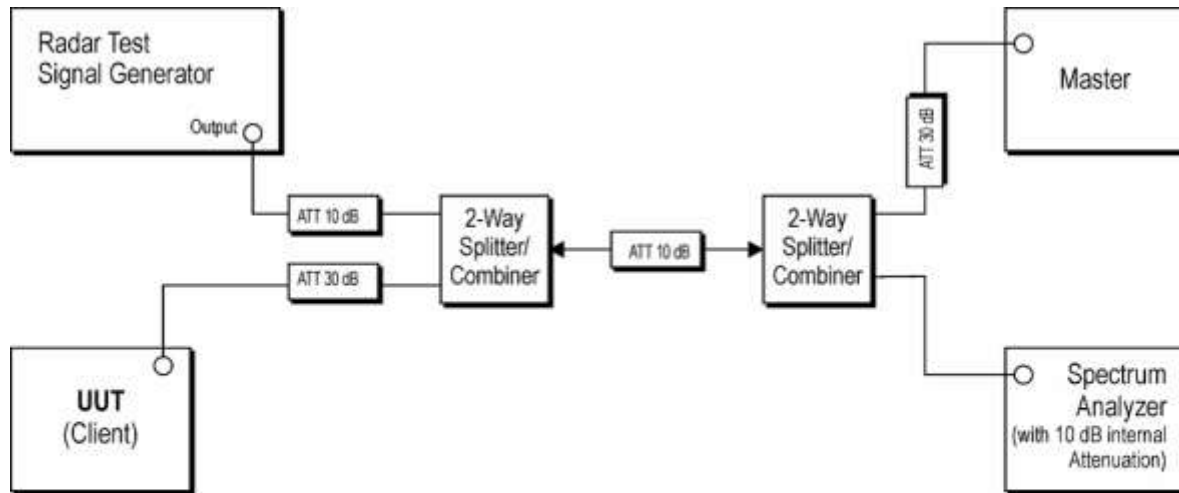 Radar Test
Signal Generator
Output
Master
ATT 30 dB
ATT 10 dB
2-Way
Splitter/
Combiner
ATT 10 dB
2-Way
Splitter/
Combiner
ATT 30 dB
UUT
(Client)
Spectrum
Analyzer
(with 10 dB internal
Attenuation)